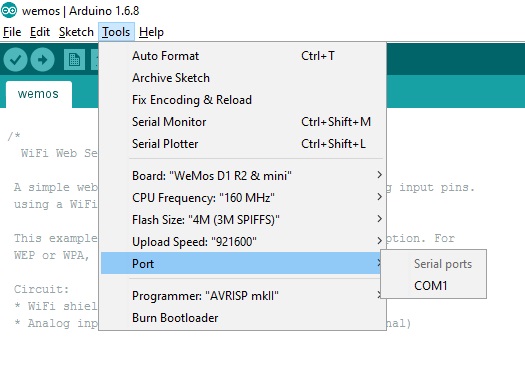 wemos | Arduino 1.6.8
File Edit Sketch Tools Help
wemos
Auto Format Ctrl+T
Archive Sketch
Fix Encoding & Reload
Serial Monitor Ctrl+Shift+M
Serial Plotter Ctrl+Shift+L
Board: "WeMos D1 R2 & mini"
CPU Frequency: "160 MHz"
Flash Size: "4M (3M SPIFFS)"
Upload Speed: "921600"
Port
Serial ports
COM1
Programmer: "AVRISP mkII"
Burn Bootloader
/*
WiFi Web Se
A simple web g input pins.
using a WiFi
This example ption. For
WEP or WPA,
Circuit:
* WiFi shiel
* Analog inp nal)